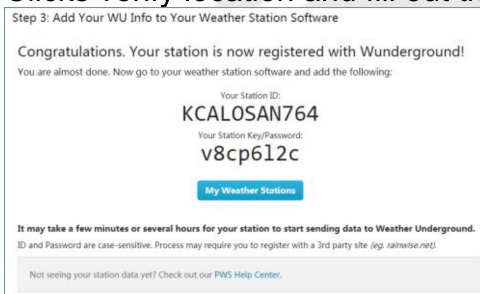 Step 3: Add Your WU Info to Your Weather Station Software
Congratulations. Your station is now registered with Wunderground!
You are almost done. Now go to your weather station software and add the following:
Your Station ID:
KCALOSAN764
Your Station Key/Password:
v8cp6l2c
My Weather Stations
It may take a few minutes or several hours for your station to start sending data to Weather Underground.
ID and Password are case-sensitive. Process may require you to register with a 3rd party site (eg. rainwise.net).
Not seeing your station data yet? Check out our PWS Help Center.